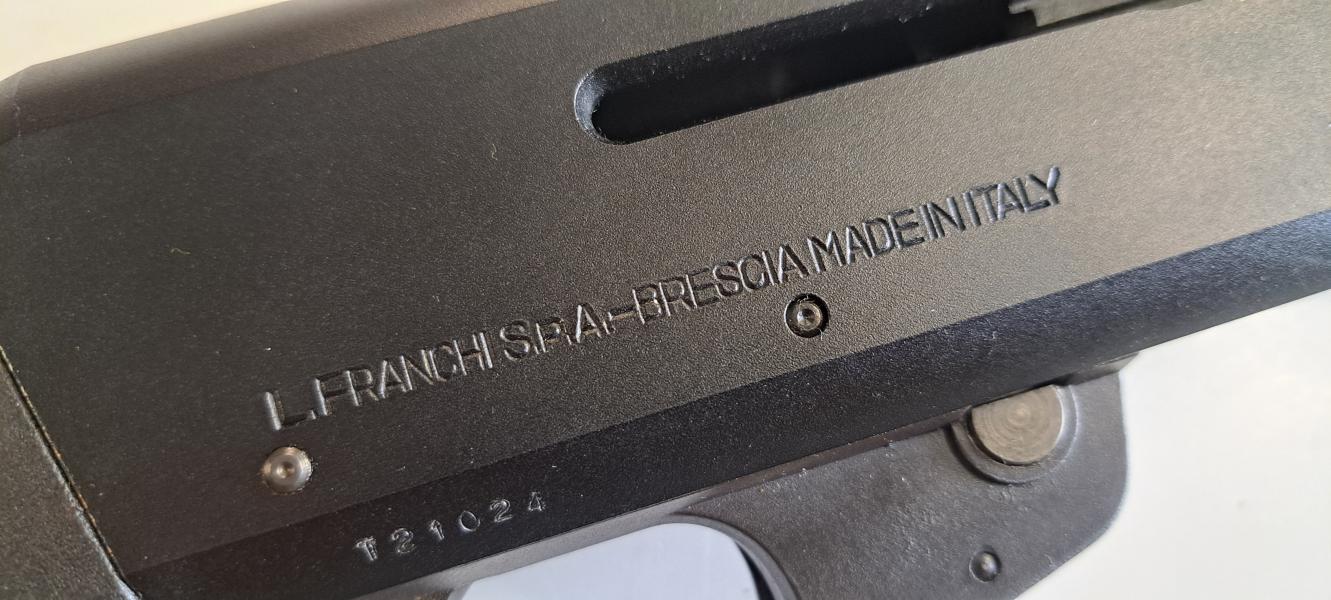 L.FRANCHI S.P.A.-BRESCIA MADE IN ITALY
T21024